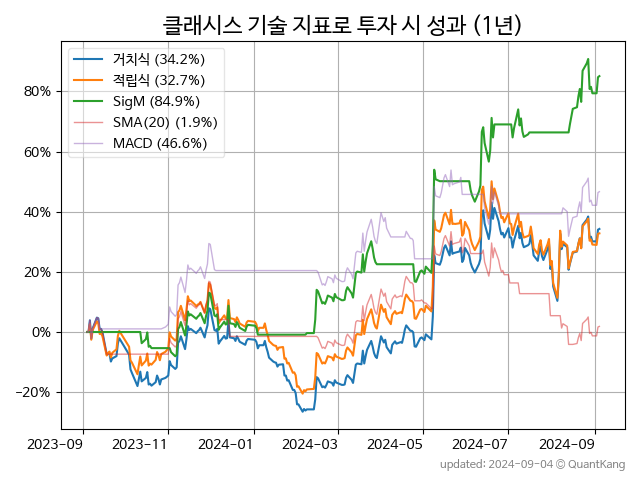 클래시스 기술 지표로 투자 시 성과 (1년)
거치식 (34.2%)
적립식 (32.7%)
SigM (84.9%)
SMA(20) (1.9%)
MACD (46.6%)
80%
60%
40%
20%
0%
−20%
2023-09 2023-11 2024-01 2024-03 2024-05 2024-07 2024-09
updated: 2024-09-04 © QuantKang